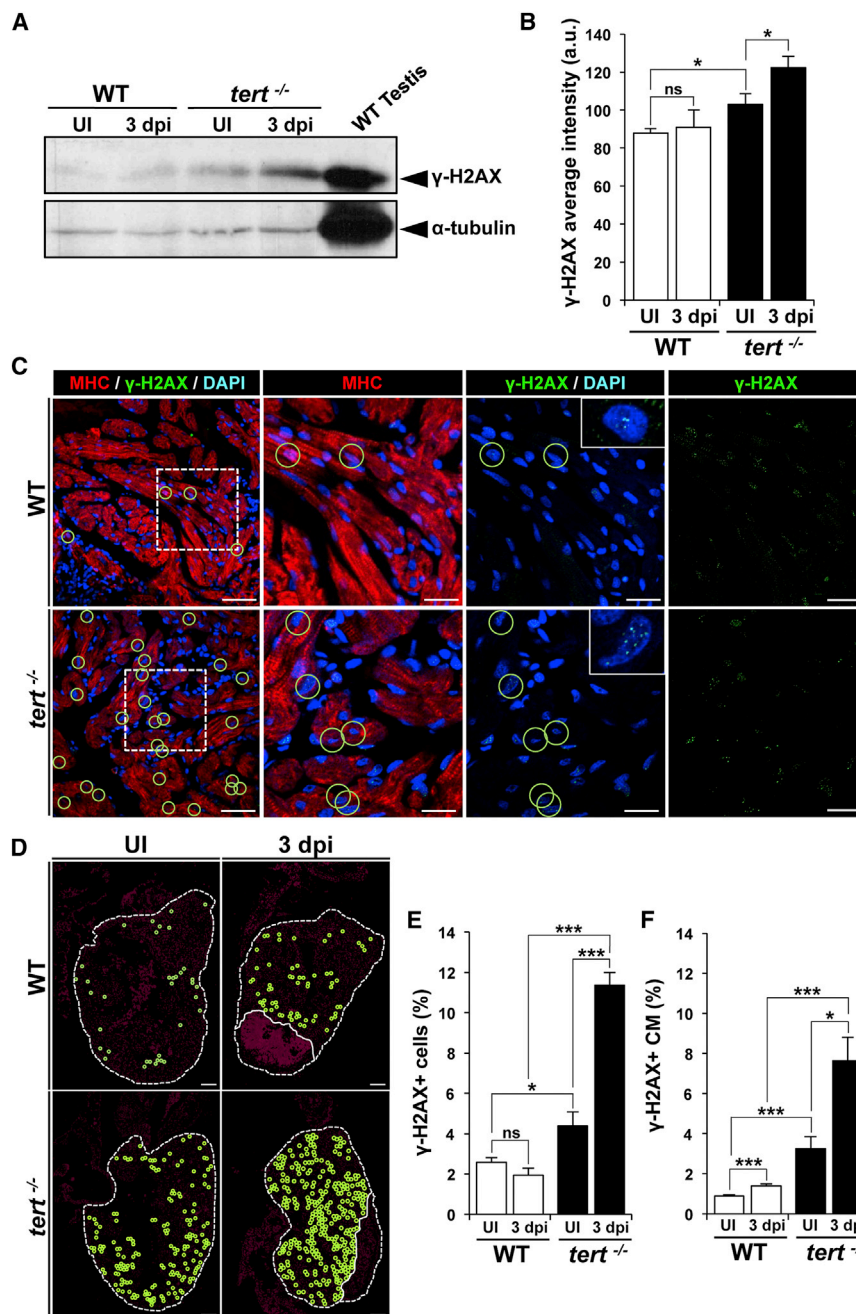 A
WT
tert -/-
WT Testis
UI
3 dpi
UI
3 dpi
γ-H2AX
α-tubulin
B
γ-H2AX average intensity (a.u.)
140
120
100
80
60
40
20
0
*
*
ns
UI 3 dpi UI 3 dpi
WT
tert -/-
C
MHC / γ-H2AX / DAPI
MHC
γ-H2AX / DAPI
γ-H2AX
WT
tert -/-
D
UI
3 dpi
WT
tert -/-
E
γ-H2AX+ cells (%)
14
12
10
8
6
4
2
0
***
***
*
ns
UI 3 dpi UI 3 dpi
WT
tert -/-
F
γ-H2AX+ CM (%)
14
12
10
8
6
4
2
0
***
*
***
***
UI 3 dpi UI 3 dp
WT
tert -/